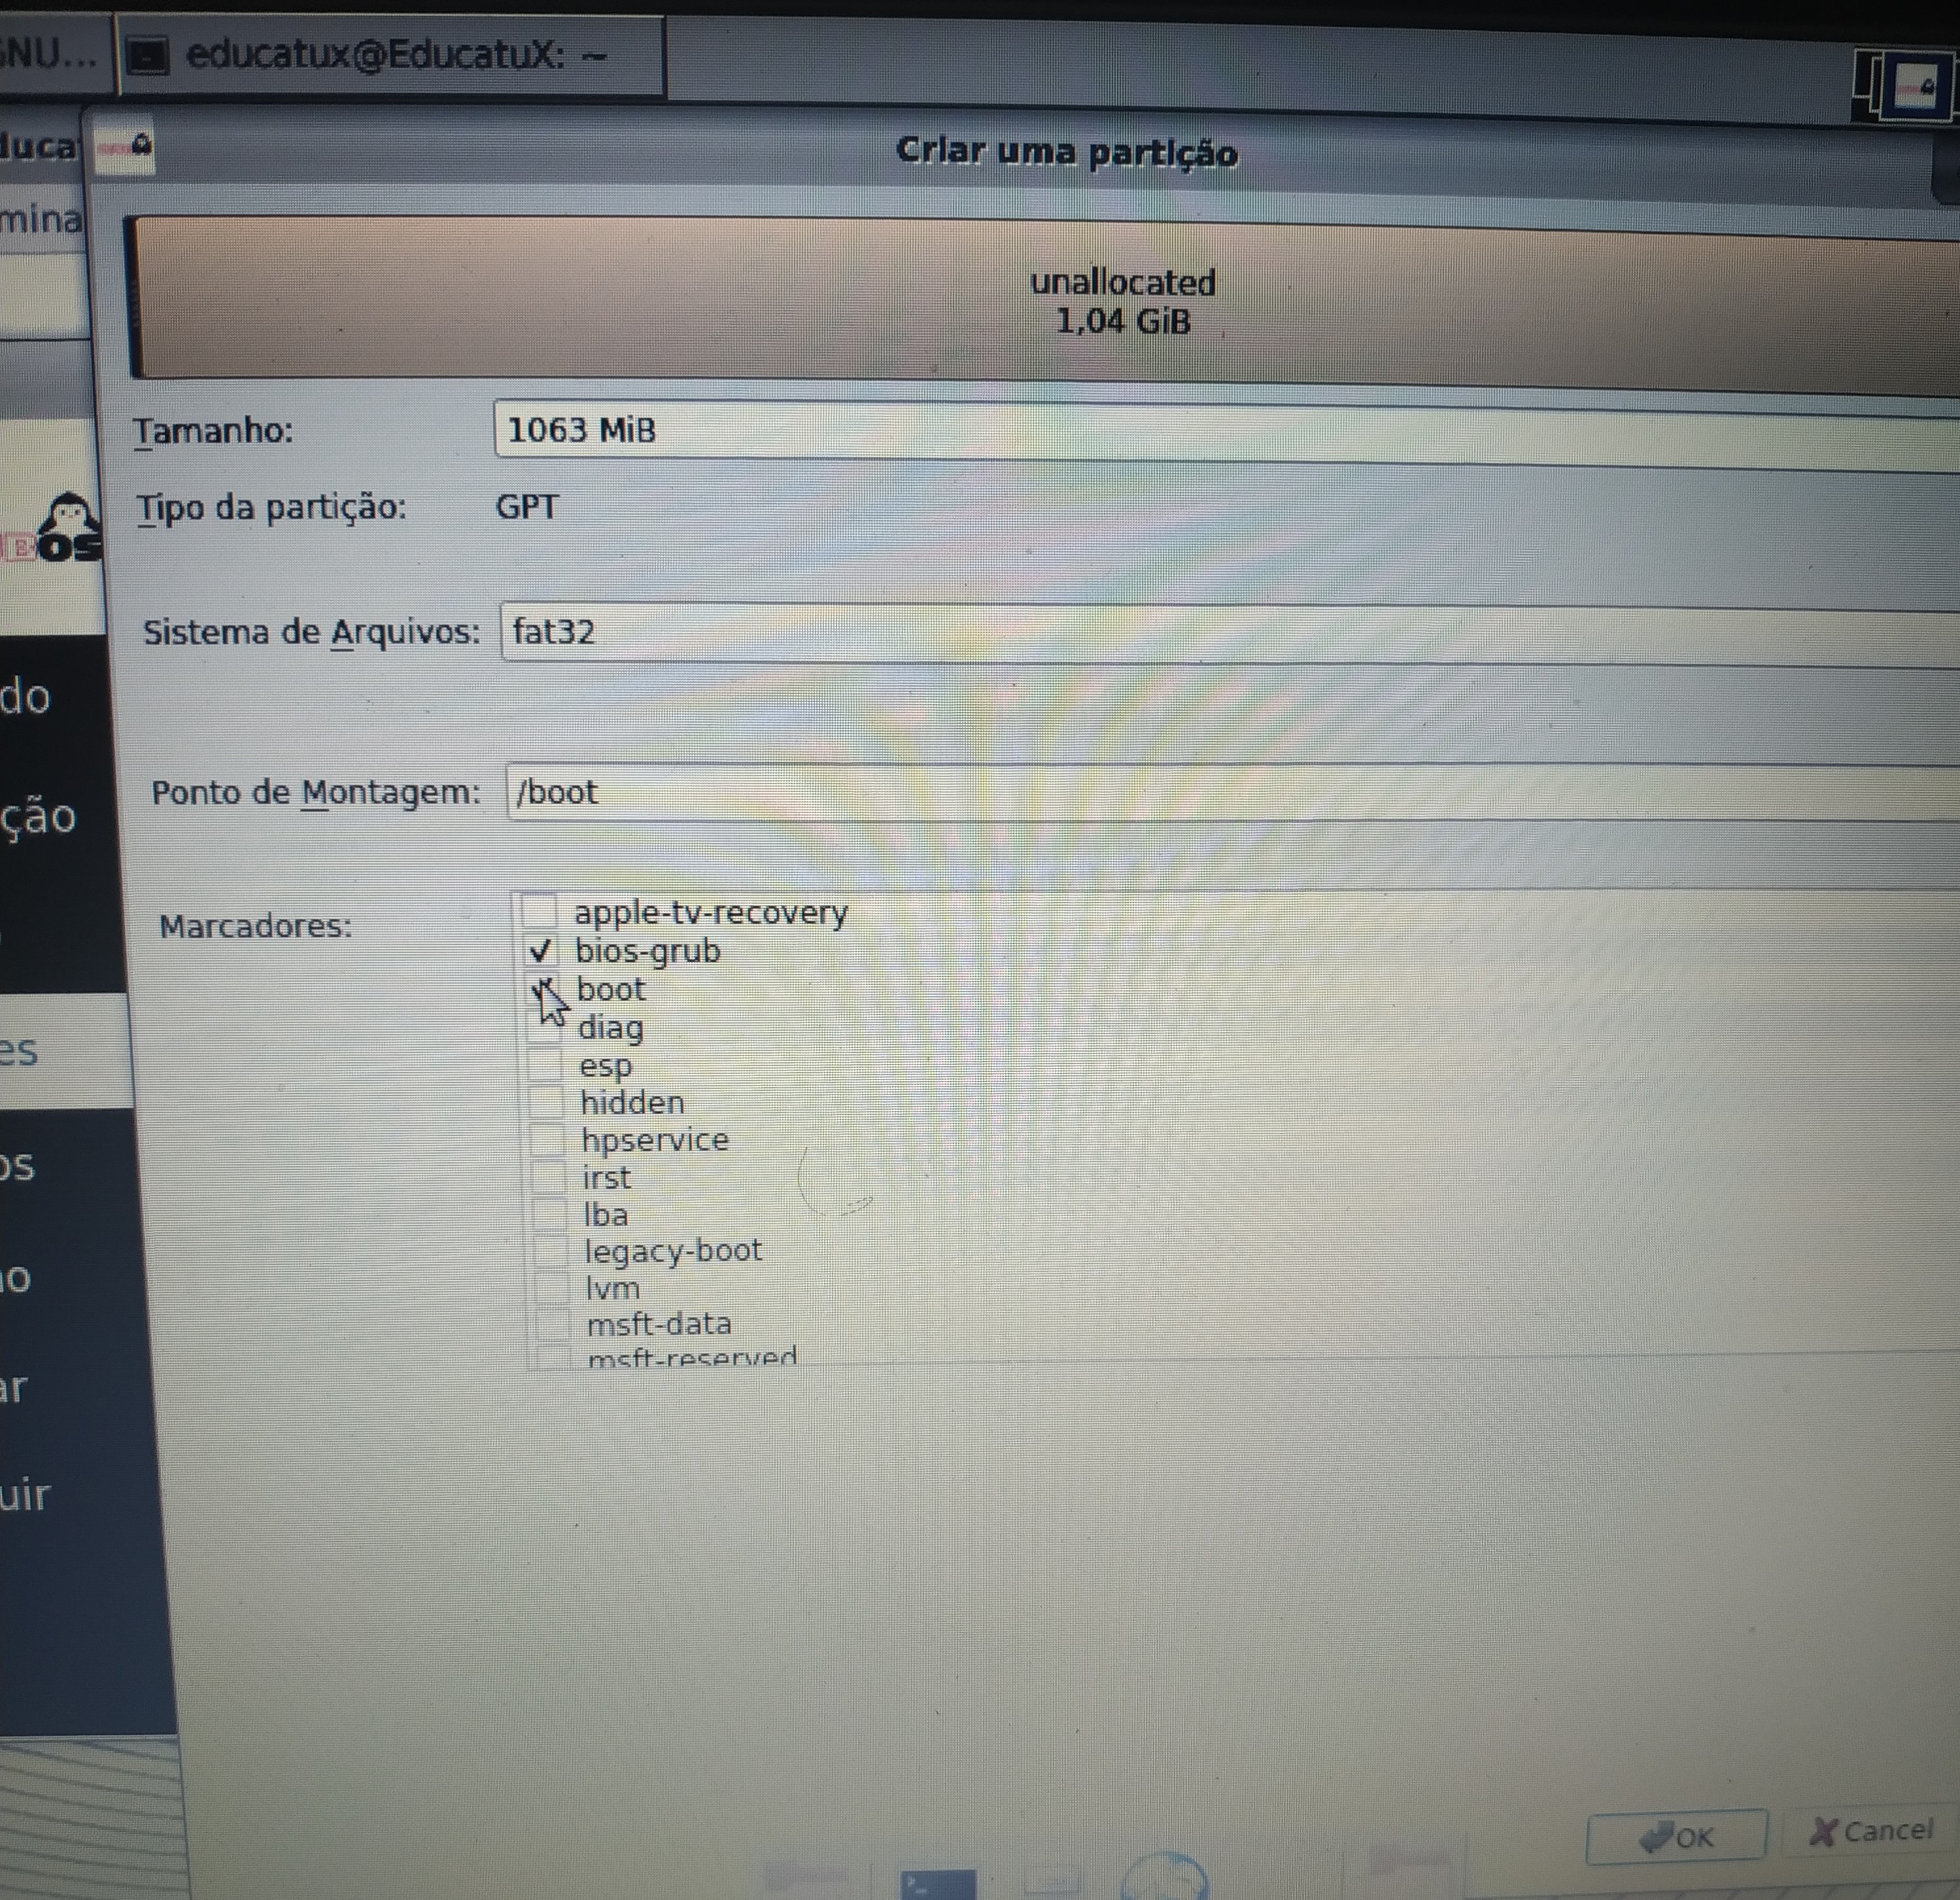 GNU...
educatux@EducatuX: ~
duca
Criar uma partição
mina
unallocated
1,04 GiB
Tamanho:
1063 MiB
Tipo da partição:
GPT
OS
Sistema de Arquivos:
fat32
do
Ponto de Montagem:
/boot
ção
Marcadores:
apple-tv-recovery
bios-grub
boot
diag
es
esp
hidden
hpservice
os
irst
lba
legacy-boot
lvm
msft-data
msft-reserved
ar
uir
OK
Cancel